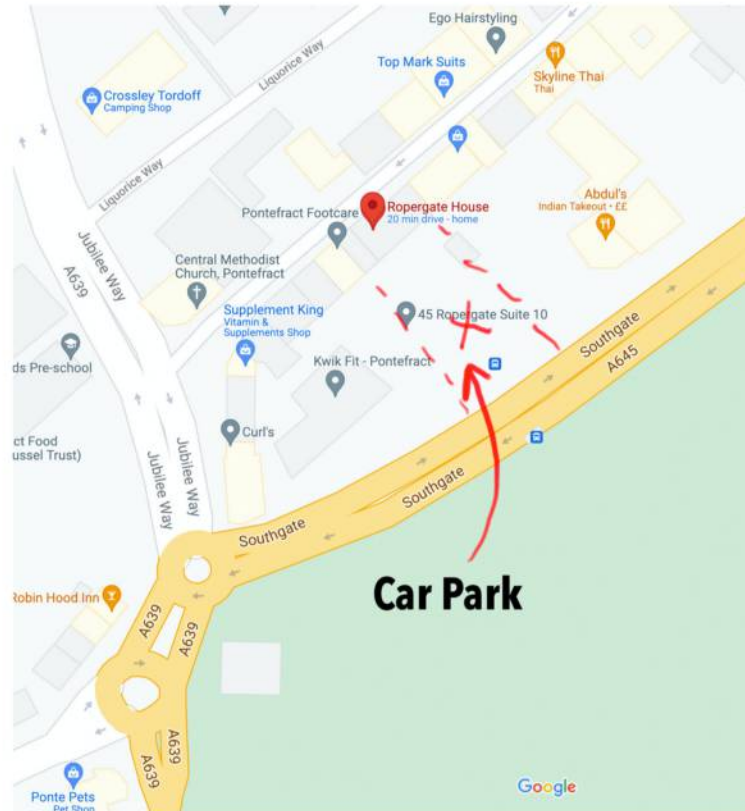 Ego Hairstyling
Liquorice Way
Top Mark Suits
Skyline Thai
Thai
Crossley Tordoff
Camping Shop
Liquorice Way
Abdul's
Indian Takeout • ££
Ropergate House
20 min drive - home
Pontefract Footcare
Jubilee Way
A639
Central Methodist
Church, Pontefract
Supplement King
Vitamin &
Supplements Shop
45 Ropergate Suite 10
Southgate
A645
ds Pre-school
Kwik Fit - Pontefract
ct Food
ussel Trust)
Curl's
Jubilee Way
Jubilee Way
Southgate
Southgate
Car Park
Robin Hood Inn
A639
A639
A639
A639
Ponte Pets
Pet Shop
Google